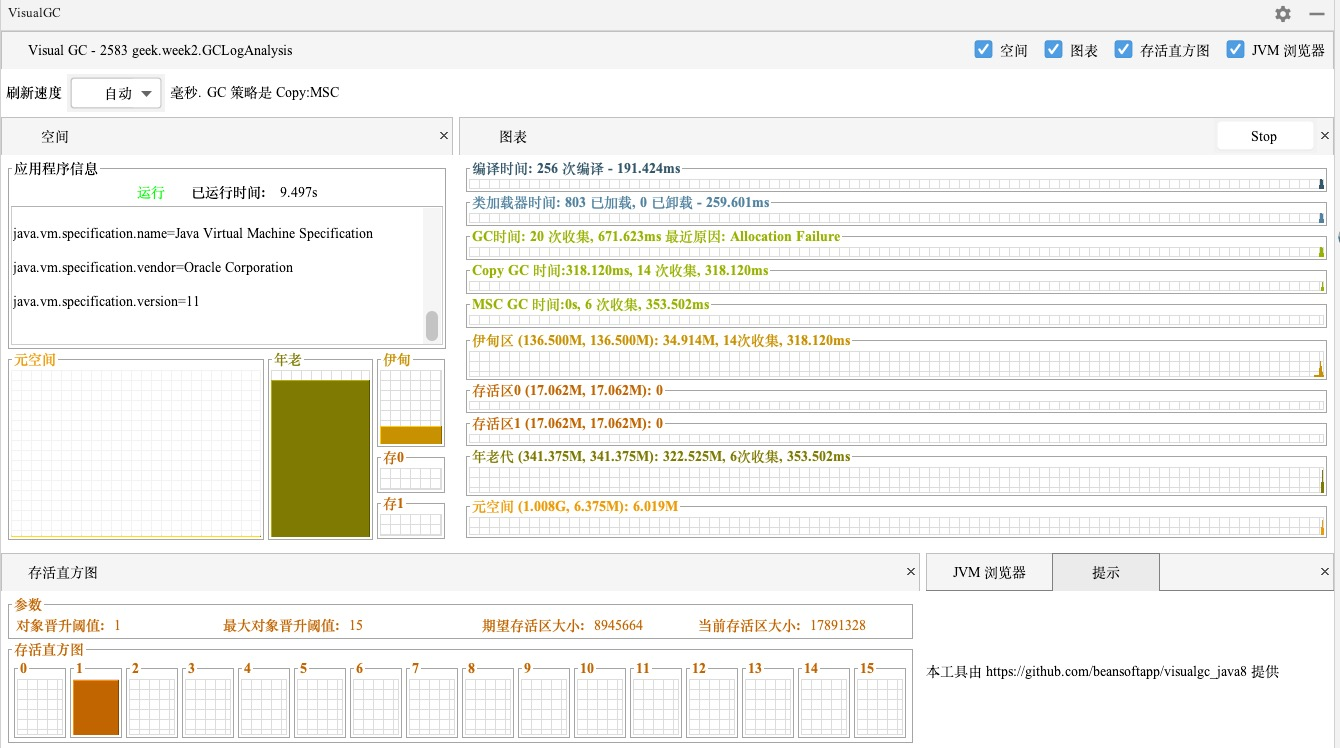 VisualGC
Visual GC - 2583 geek.week2.GCLogAnalysis
空间 图表 存活直方图 JVM 浏览器
刷新速度 自动 毫秒. GC 策略是 Copy:MSC
空间
应用程序信息
运行 已运行时间: 9.497s
java.vm.specification.name=Java Virtual Machine Specification
java.vm.specification.vendor=Oracle Corporation
java.vm.specification.version=11
元空间 年老 伊甸
存0
存1
图表 Stop
编译时间: 256 次编译 - 191.424ms
类加载器时间: 803 已加载, 0 已卸载 - 259.601ms
GC时间: 20 次收集, 671.623ms 最近原因: Allocation Failure
Copy GC 时间:318.120ms, 14 次收集, 318.120ms
MSC GC 时间:0s, 6 次收集, 353.502ms
伊甸区 (136.500M, 136.500M): 34.914M, 14次收集, 318.120ms
存活区0 (17.062M, 17.062M): 0
存活区1 (17.062M, 17.062M): 0
年老代 (341.375M, 341.375M): 322.525M, 6次收集, 353.502ms
元空间 (1.008G, 6.375M): 6.019M
存活直方图
参数
对象晋升阈值: 1 最大对象晋升阈值: 15 期望存活区大小: 8945664 当前存活区大小: 17891328
存活直方图
0 1 2 3 4 5 6 7 8 9 10 11 12 13 14 15
JVM 浏览器 提示
本工具由 https://github.com/beansoftapp/visualgc_java8 提供